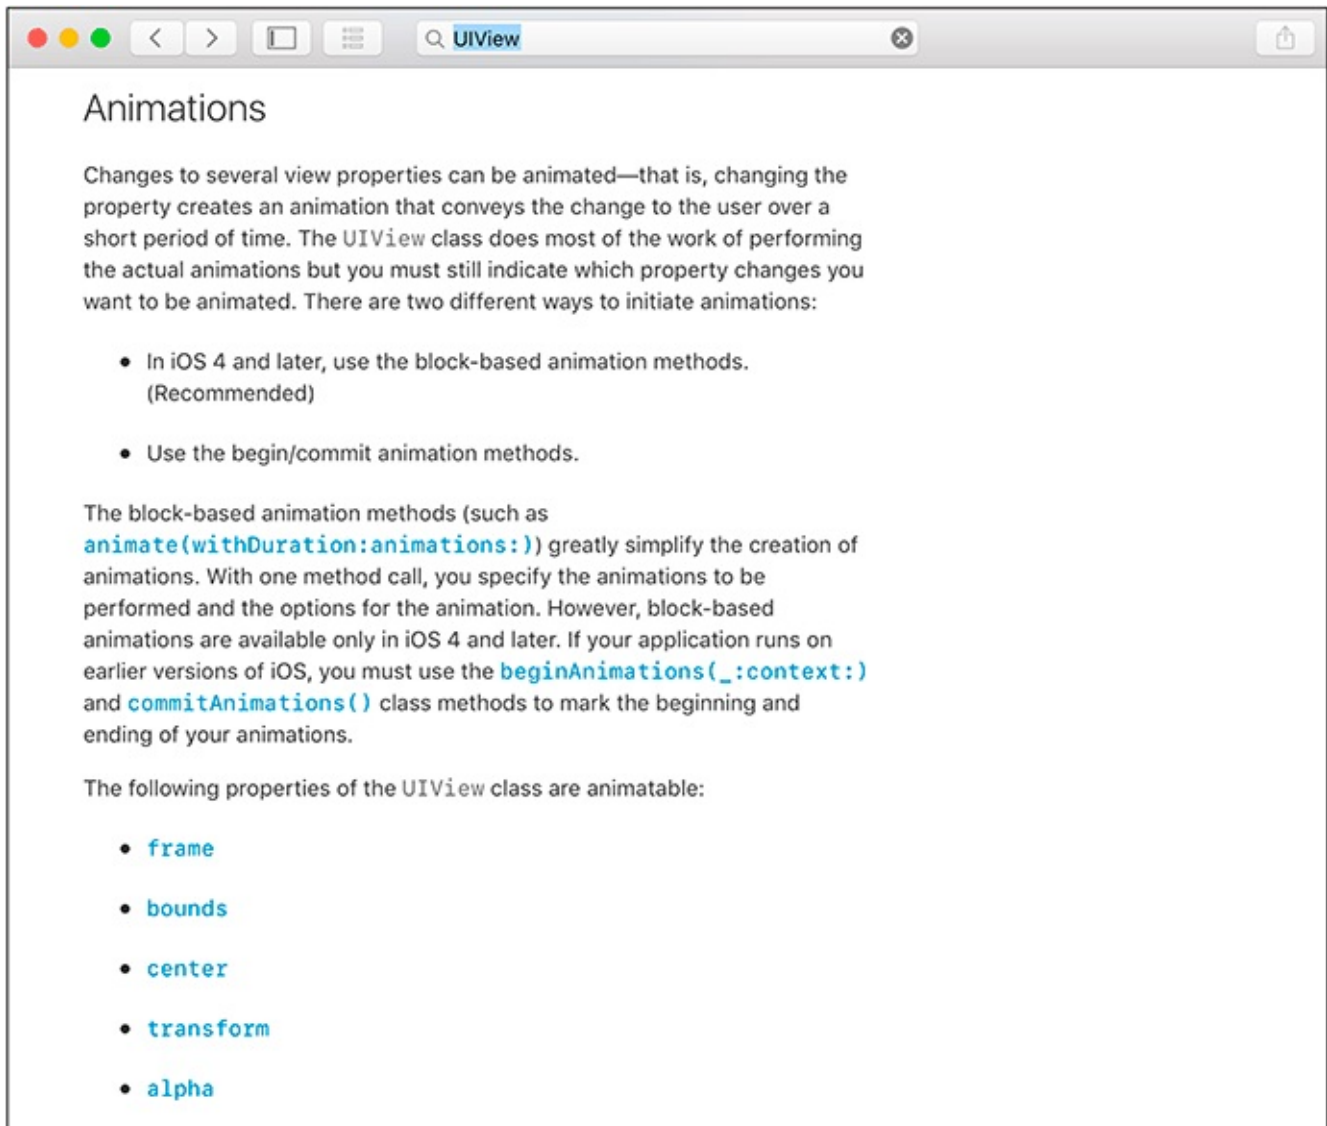 UIView
Animations
Changes to several view properties can be animated—that is, changing the
property creates an animation that conveys the change to the user over a
short period of time. The UIView class does most of the work of performing
the actual animations but you must still indicate which property changes you
want to be animated. There are two different ways to initiate animations:
• In iOS 4 and later, use the block-based animation methods.
(Recommended)
• Use the begin/commit animation methods.
The block-based animation methods (such as
animate(withDuration:animations:)) greatly simplify the creation of
animations. With one method call, you specify the animations to be
performed and the options for the animation. However, block-based
animations are available only in iOS 4 and later. If your application runs on
earlier versions of iOS, you must use the beginAnimations(_:context:)
and commitAnimations() class methods to mark the beginning and
ending of your animations.
The following properties of the UIView class are animatable:
• frame
• bounds
• center
• transform
• alpha